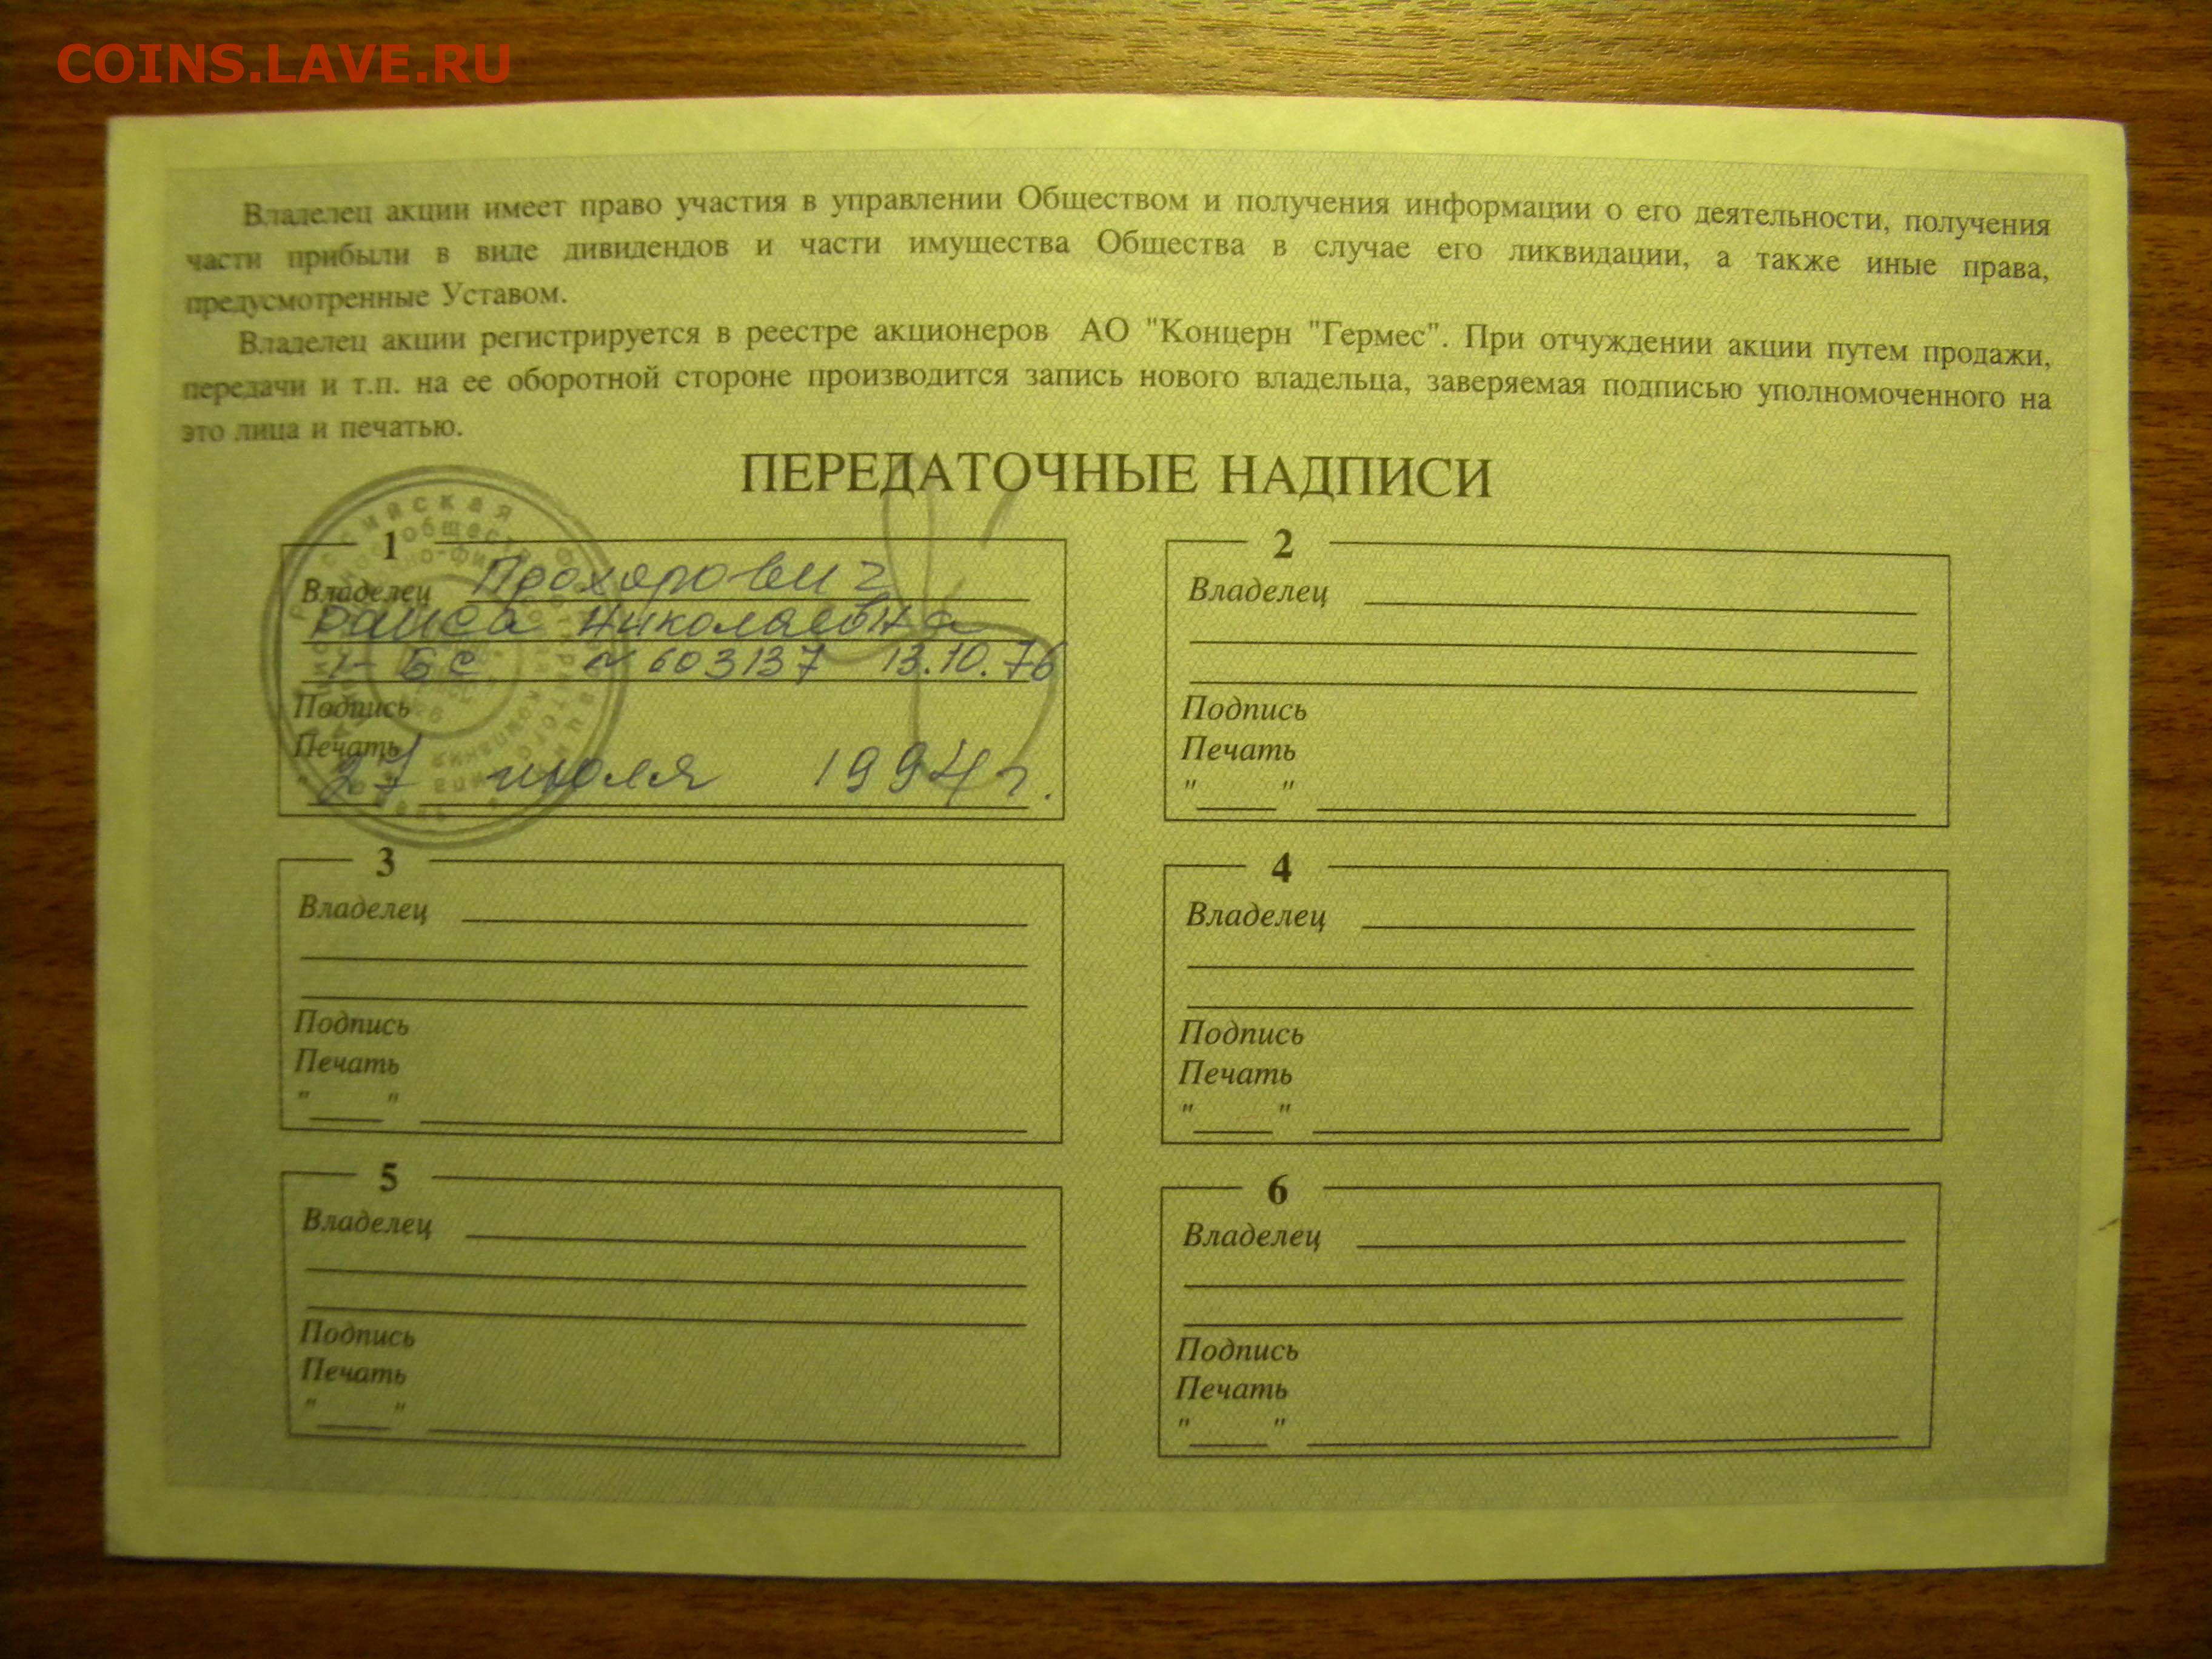 COINS.LAVE.RU
Владелец акции имеет право участия в управлении Обществом и получения информации о его деятельности, получения
части прибыли в виде дивидендов и части имущества Общества в случае его ликвидации, а также иные права,
предусмотренные Уставом.
Владелец акции регистрируется в реестре акционеров АО "Концерн "Гермес". При отчуждении акции путем продажи,
передачи и т.п. на ее оборотной стороне производится запись нового владельца, заверяемая подписью уполномоченного на
это лица и печатью.
ПЕРЕДАТОЧНЫЕ НАДПИСИ
1
Владелец Прохорович
Раиса Николаевна
I-БС № 603137 13.10.76
Подпись
Печать
27 июля 1994 г.
2
Владелец
Подпись
Печать
"____"
3
Владелец
Подпись
Печать
"____"
4
Владелец
Подпись
Печать
"____"
5
Владелец
Подпись
Печать
"____"
6
Владелец
Подпись
Печать
"____"